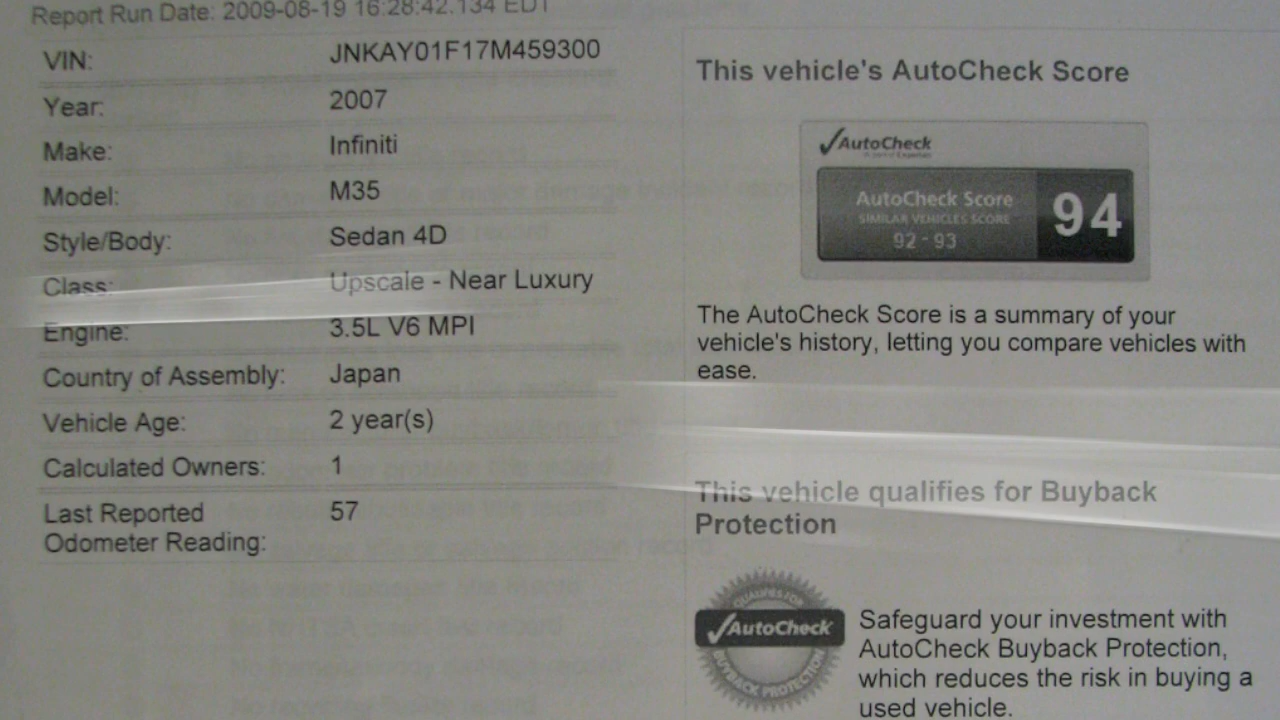 Report Run Date: 2009-08-19 16:28:42.134 EDT
VIN: JNKAY01F17M459300
Year: 2007
Make: Infiniti
Model: M35
Style/Body: Sedan 4D
Class: Upscale - Near Luxury
Engine: 3.5L V6 MPI
Country of Assembly: Japan
Vehicle Age: 2 year(s)
Calculated Owners: 1
Last Reported 57
Odometer Reading:
This vehicle's AutoCheck Score
AutoCheck
AutoCheck Score
SIMILAR VEHICLES SCORE
92 - 93
94
The AutoCheck Score is a summary of your
vehicle's history, letting you compare vehicles with
ease.
This vehicle qualifies for Buyback
Protection
QUALIFIES FOR
AutoCheck
BUYBACK PROTECTION
Safeguard your investment with
AutoCheck Buyback Protection,
which reduces the risk in buying a
used vehicle.